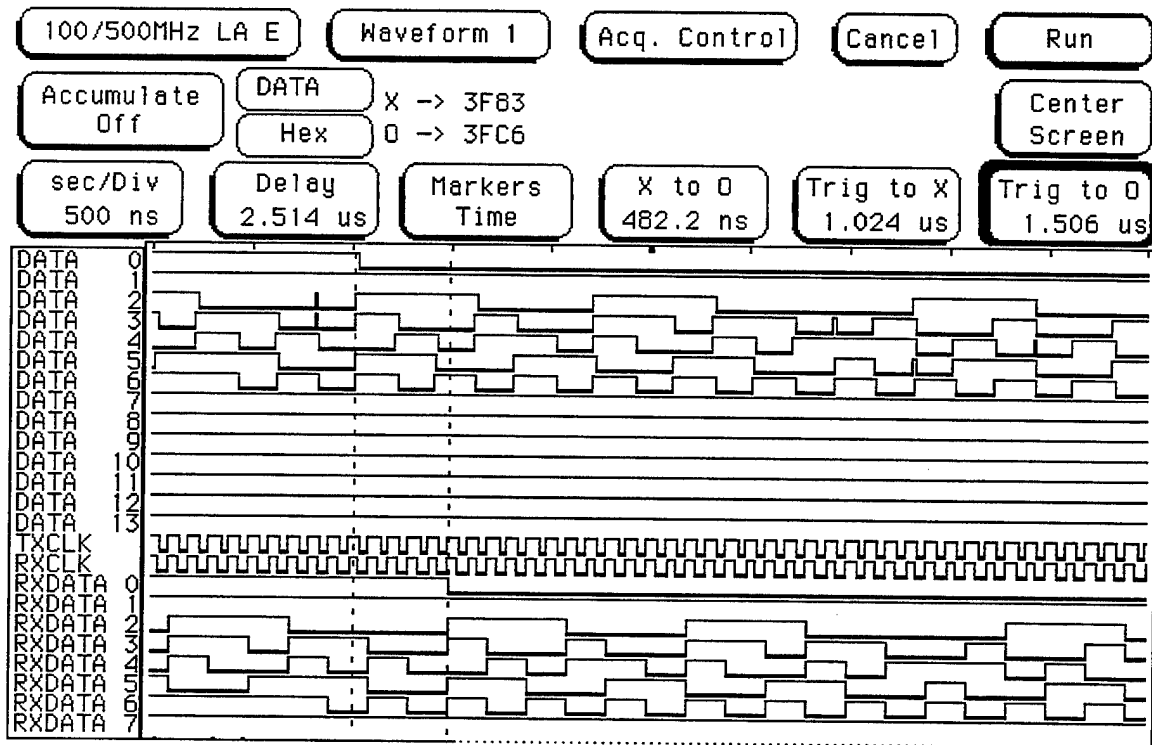 100/500MHz LA E Waveform 1 Acq. Control Cancel Run
Accumulate Off DATA X -> 3F83 Center Screen
Hex O -> 3FC6
sec/Div Delay Markers X to O Trig to X Trig to O
500 ns 2.514 us Time 482.2 ns 1.024 us 1.506 us
DATA 0
DATA 1
DATA 2
DATA 3
DATA 4
DATA 5
DATA 6
DATA 7
DATA 8
DATA 9
DATA 10
DATA 11
DATA 12
DATA 13
TXCLK
RXCLK
RXDATA 0
RXDATA 1
RXDATA 2
RXDATA 3
RXDATA 4
RXDATA 5
RXDATA 6
RXDATA 7